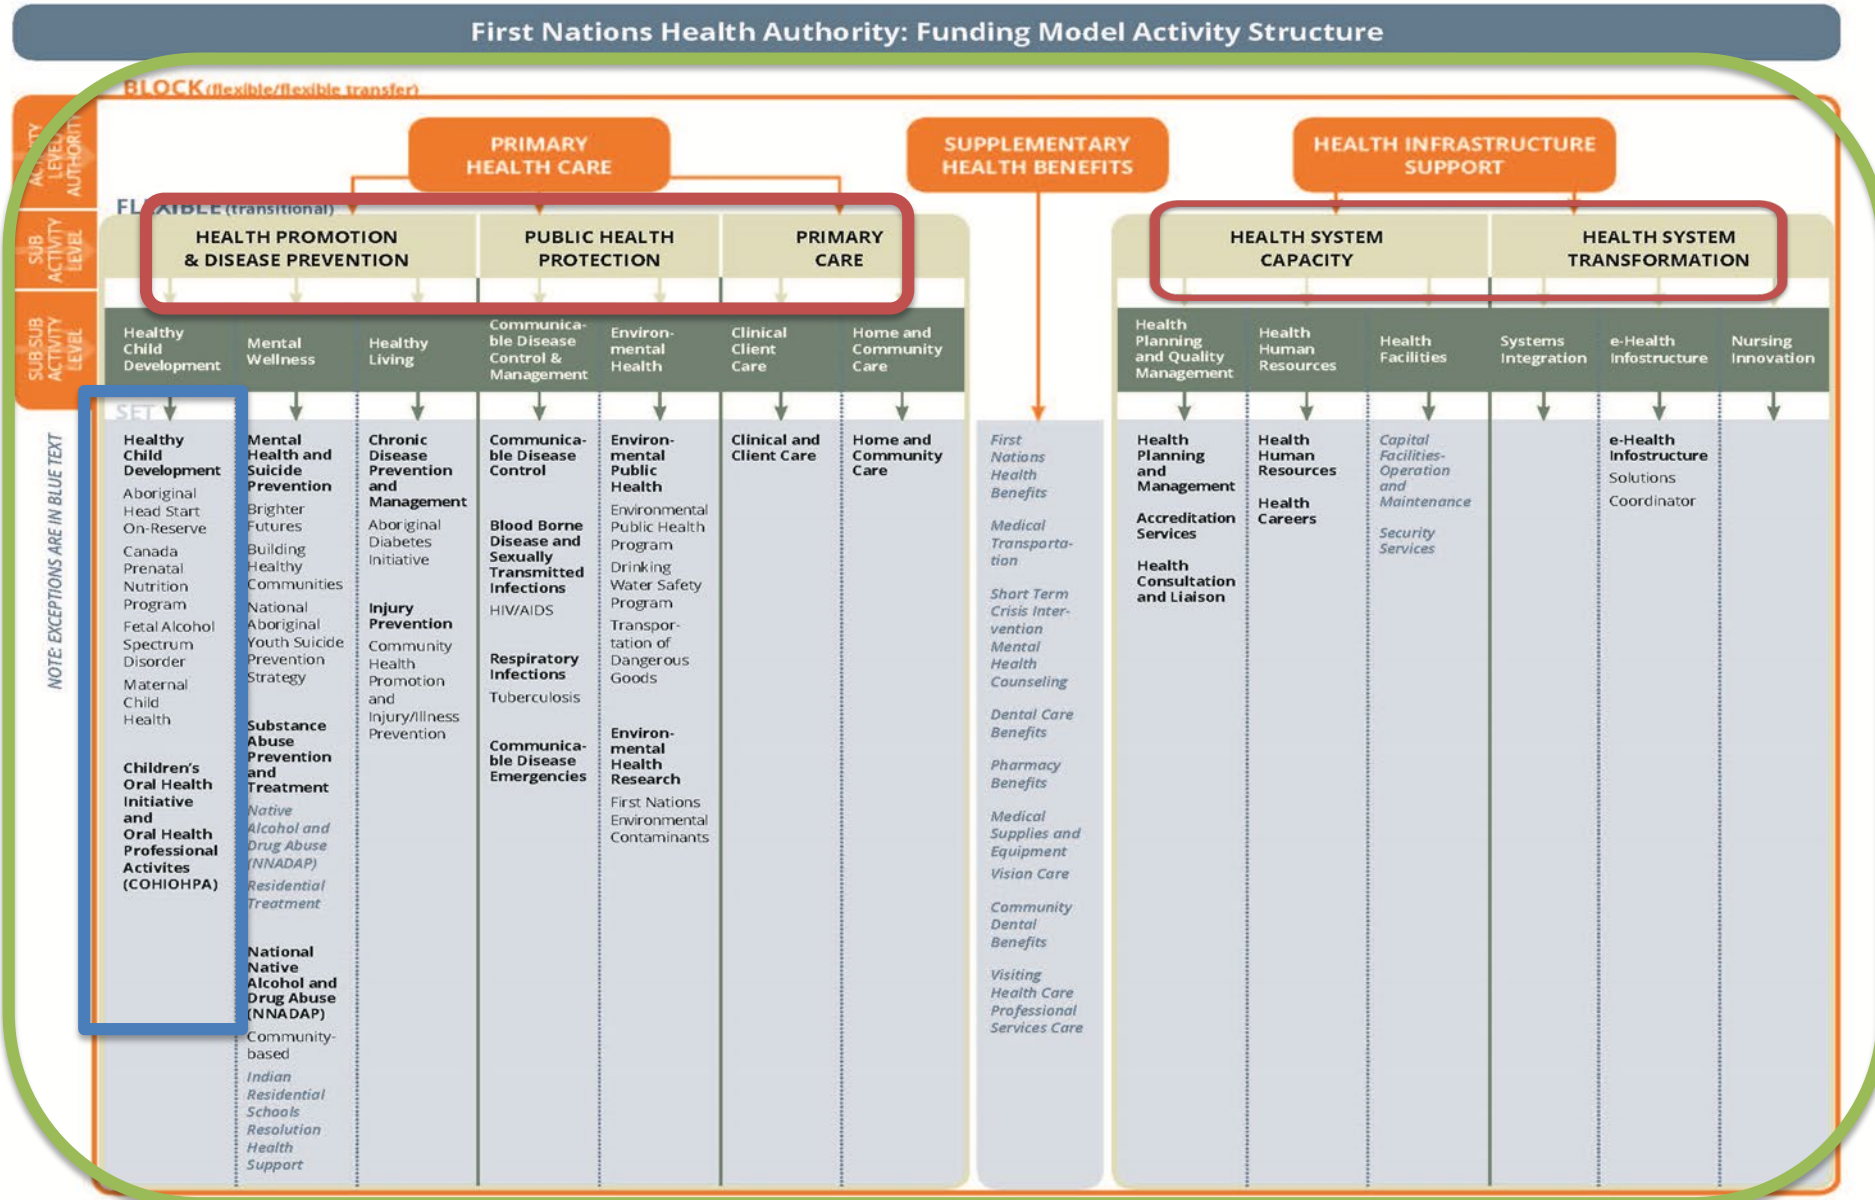 First Nations Health Authority: Funding Model Activity Structure
BLOCK (flexible/flexible transfer)
ACTIVITY
LEVEL
AUTHORITY
PRIMARY
HEALTH CARE
SUPPLEMENTARY
HEALTH BENEFITS
HEALTH INFRASTRUCTURE
SUPPORT
FLEXIBLE (transitional)
SUB
ACTIVITY
LEVEL
HEALTH PROMOTION
& DISEASE PREVENTION
PUBLIC HEALTH
PROTECTION
PRIMARY
CARE
HEALTH SYSTEM
CAPACITY
HEALTH SYSTEM
TRANSFORMATION
SUB SUB
ACTIVITY
LEVEL
Healthy
Child
Development
Mental
Wellness
Healthy
Living
Communica-
ble Disease
Control &
Management
Environ-
mental
Health
Clinical
Client
Care
Home and
Community
Care
Health
Planning
and Quality
Management
Health
Human
Resources
Health
Facilities
Systems
Integration
e-Health
Infostructure
Nursing
Innovation
NOTE: EXCEPTIONS ARE IN BLUE TEXT
SET
Healthy
Child
Development
Aboriginal
Head Start
On-Reserve
Canada
Prenatal
Nutrition
Program
Fetal Alcohol
Spectrum
Disorder
Maternal
Child
Health
Children's
Oral Health
Initiative
and
Oral Health
Professional
Activites
(COHIOHPA)
Mental
Health and
Suicide
Prevention
Brighter
Futures
Building
Healthy
Communities
National
Aboriginal
Youth Suicide
Prevention
Strategy
Substance
Abuse
Prevention
and
Treatment
Native
Alcohol and
Drug Abuse
(NNADAP)
Residential
Treatment
National
Native
Alcohol and
Drug Abuse
(NNADAP)
Community-
based
Indian
Residential
Schools
Resolution
Health
Support
Chronic
Disease
Prevention
and
Management
Aboriginal
Diabetes
Initiative
Injury
Prevention
Community
Health
Promotion
and
Injury/Illness
Prevention
Communica-
ble Disease
Control
Blood Borne
Disease and
Sexually
Transmitted
Infections
HIV/AIDS
Respiratory
Infections
Tuberculosis
Communica-
ble Disease
Emergencies
Environ-
mental
Public
Health
Environmental
Public Health
Program
Drinking
Water Safety
Program
Transpor-
tation of
Dangerous
Goods
Environ-
mental
Health
Research
First Nations
Environmental
Contaminants
Clinical and
Client Care
Home and
Community
Care
First
Nations
Health
Benefits
Medical
Transporta-
tion
Short Term
Crisis Inter-
vention
Mental
Health
Counseling
Dental Care
Benefits
Pharmacy
Benefits
Medical
Supplies and
Equipment
Vision Care
Community
Dental
Benefits
Visiting
Health Care
Professional
Services Care
Health
Planning
and
Management
Accreditation
Services
Health
Consultation
and Liaison
Health
Human
Resources
Health
Careers
Capital
Facilities-
Operation
and
Maintenance
Security
Services
e-Health
Infostructure
Solutions
Coordinator